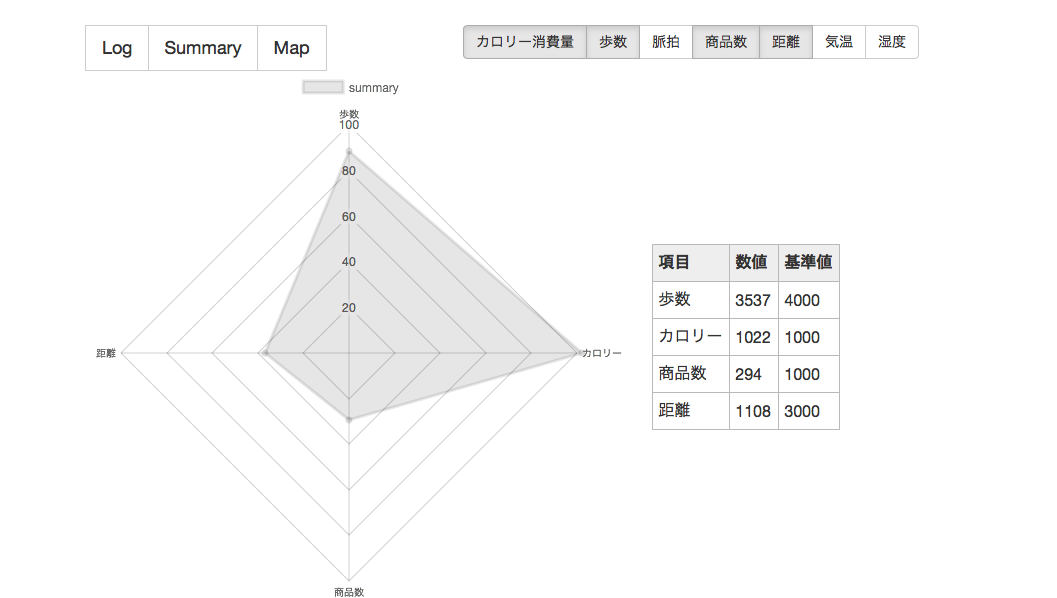 Log Summary Map
カロリー消費量 歩数 脈拍 商品数 距離 気温 湿度
summary
歩数
100
80
60
40
20
距離
カロリー
商品数
項目 数値 基準値
歩数 3537 4000
カロリー 1022 1000
商品数 294 1000
距離 1108 3000